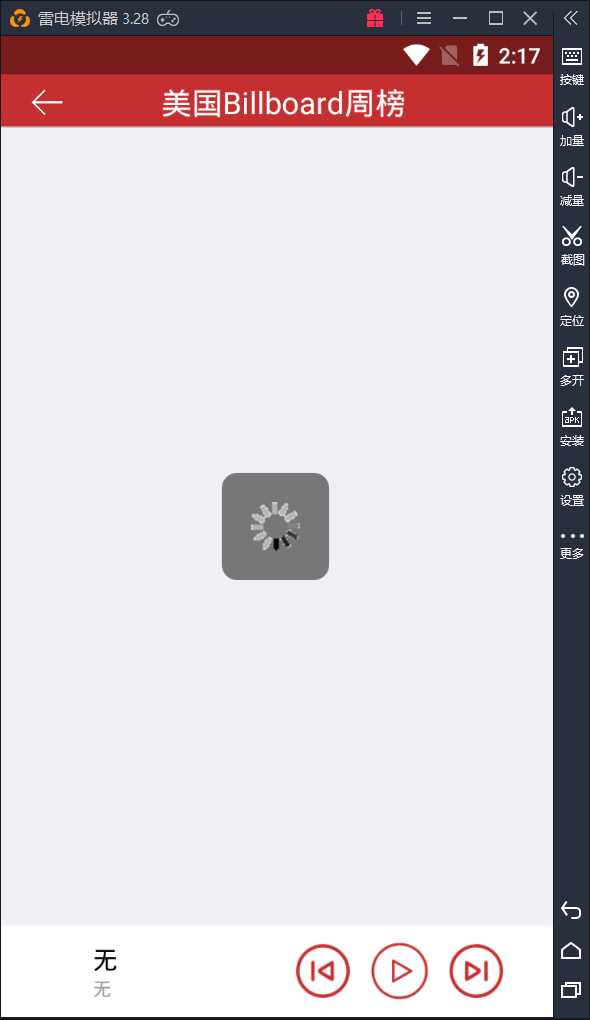 雷电模拟器 3.28
2:17
美国Billboard周榜
按键
加量
减量
截图
定位
多开
APK
安装
设置
更多
无
无